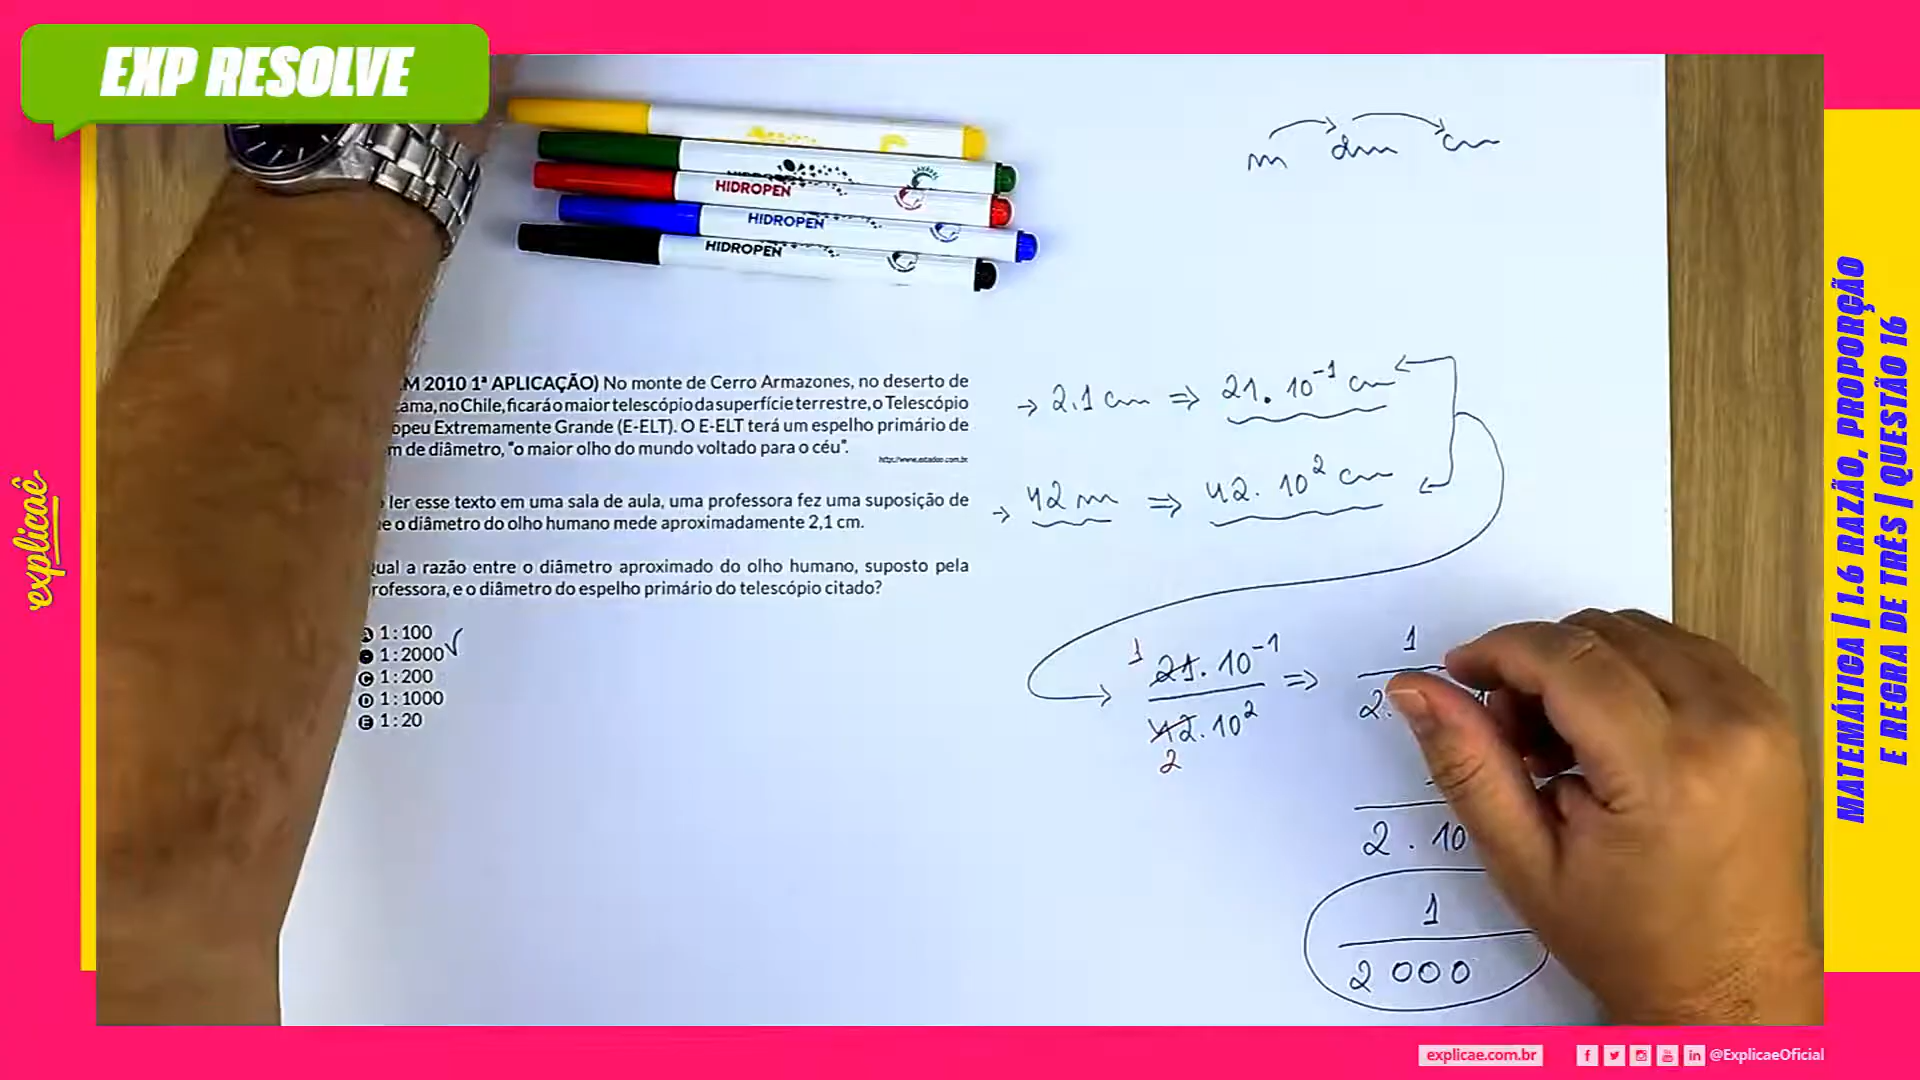 EXP RESOLVE
HIDROPEN
HIDROPEN
HIDROPEN
m dm cm
M 2010 1ª APLICAÇÃO) No monte de Cerro Armazones, no deserto de
cama, no Chile, ficará o maior telescópio da superfície terrestre, o Telescópio
opeu Extremamente Grande (E-ELT). O E-ELT terá um espelho primário de
m de diâmetro, "o maior olho do mundo voltado para o céu".
http://www.estadao.com.br
ler esse texto em uma sala de aula, uma professora fez uma suposição de
e o diâmetro do olho humano mede aproximadamente 2,1 cm.
ual a razão entre o diâmetro aproximado do olho humano, suposto pela
rofessora, e o diâmetro do espelho primário do telescópio citado?
A 1:100
1:2000
C 1:200
D 1:1000
E 1:20
→ 2,1 cm ⇒ 21.10⁻¹ cm
→ 42 m ⇒ 42.10² cm
1 21.10⁻¹ ⇒ 1
42.10² 2.
2
2.10
1
2000
explicaê
MATEMÁTICA | 1.6 RAZÃO, PROPORÇÃO
E REGRA DE TRÊS | QUESTÃO 16
explicae.com.br
@ExplicaeOficial